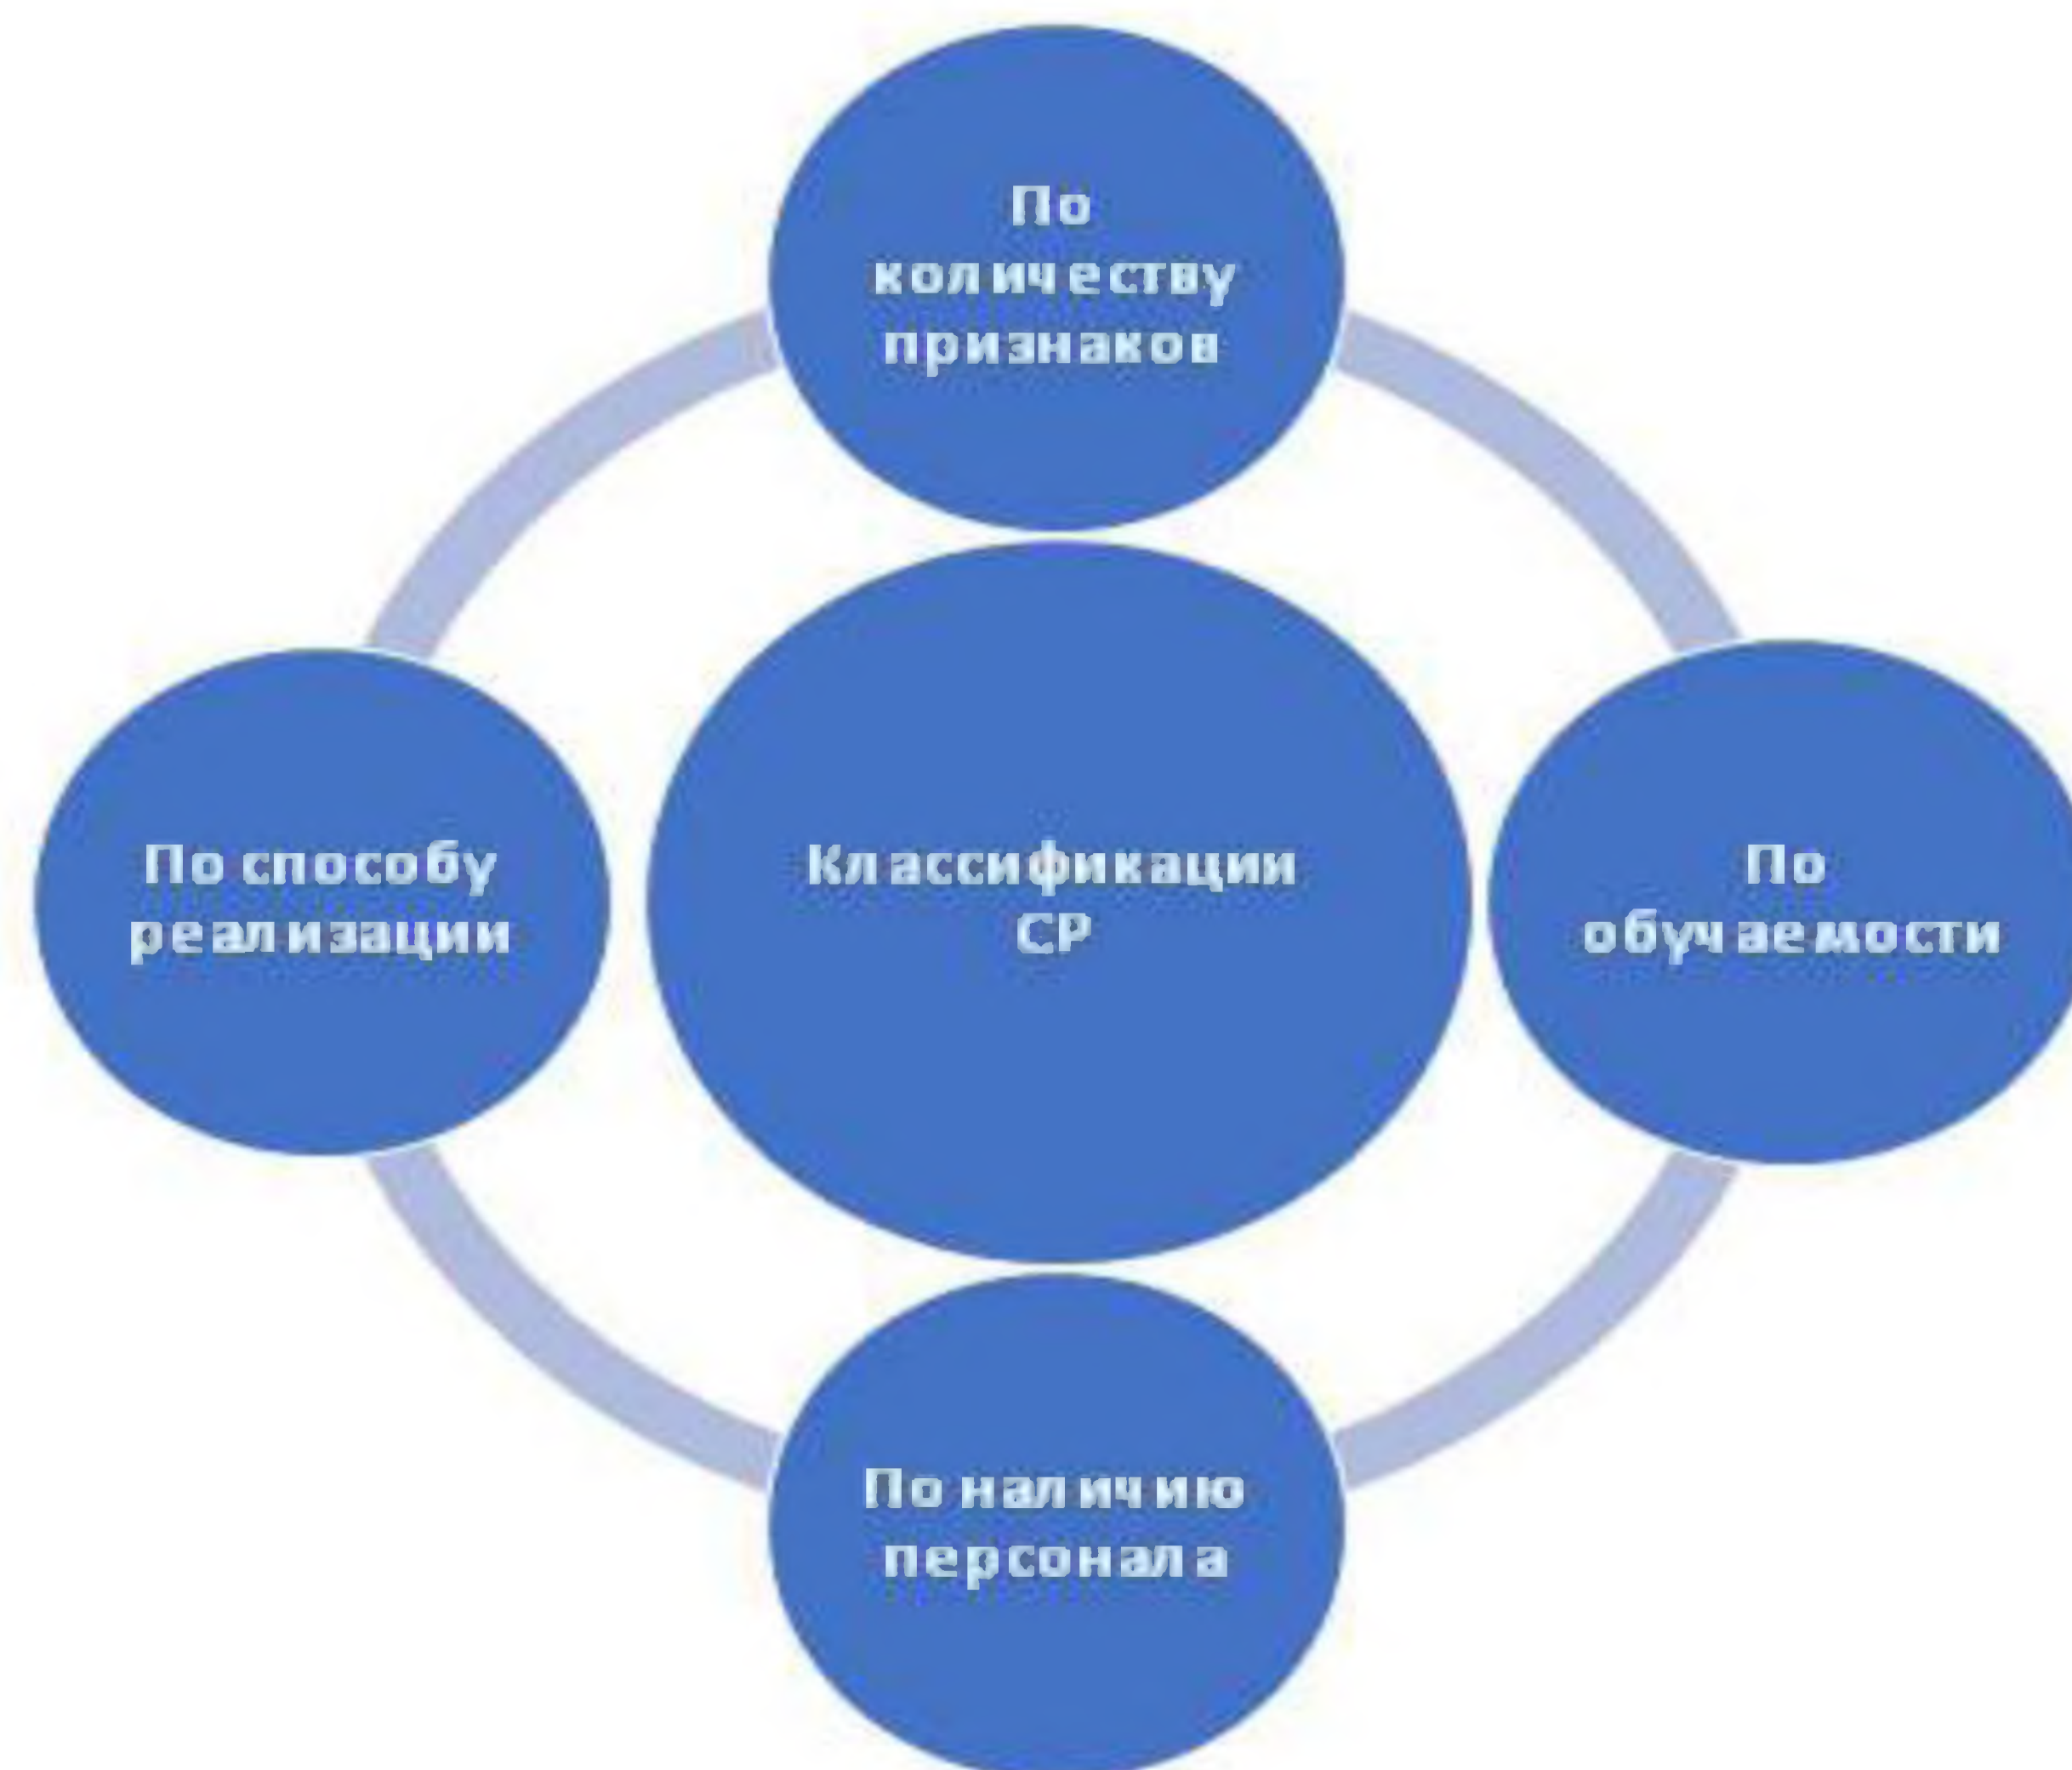 По
количеству
признаков
По способу
реализации
Классификации
СР
По
обучаемости
По наличию
персонала